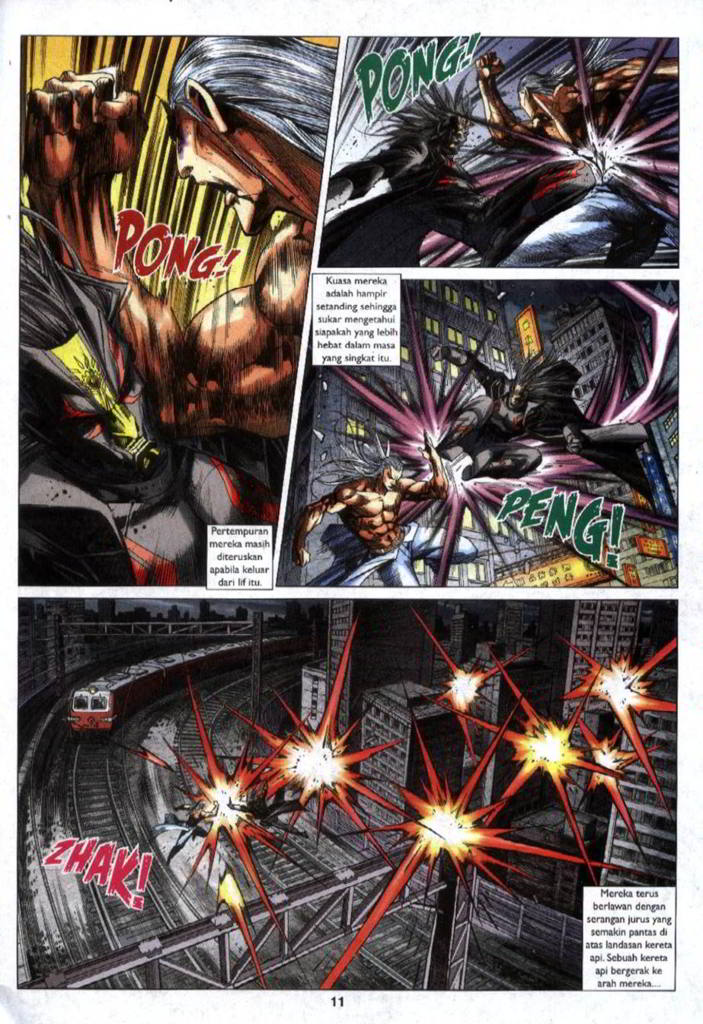 PONG!
Pertempuran
mereka masih
diteruskan
apabila keluar
dari lif itu.
PONG!
Kuasa mereka
adalah hampir
setanding sehingga
sukar mengetahui
siapakah yang lebih
hebat dalam masa
yang singkat itu.
PENG!
ZHAK!
Mereka terus
berlawan dengan
serangan jurus yang
semakin pantas di
atas landasan kereta
api. Sebuah kereta
api bergerak ke
arah mereka....
11